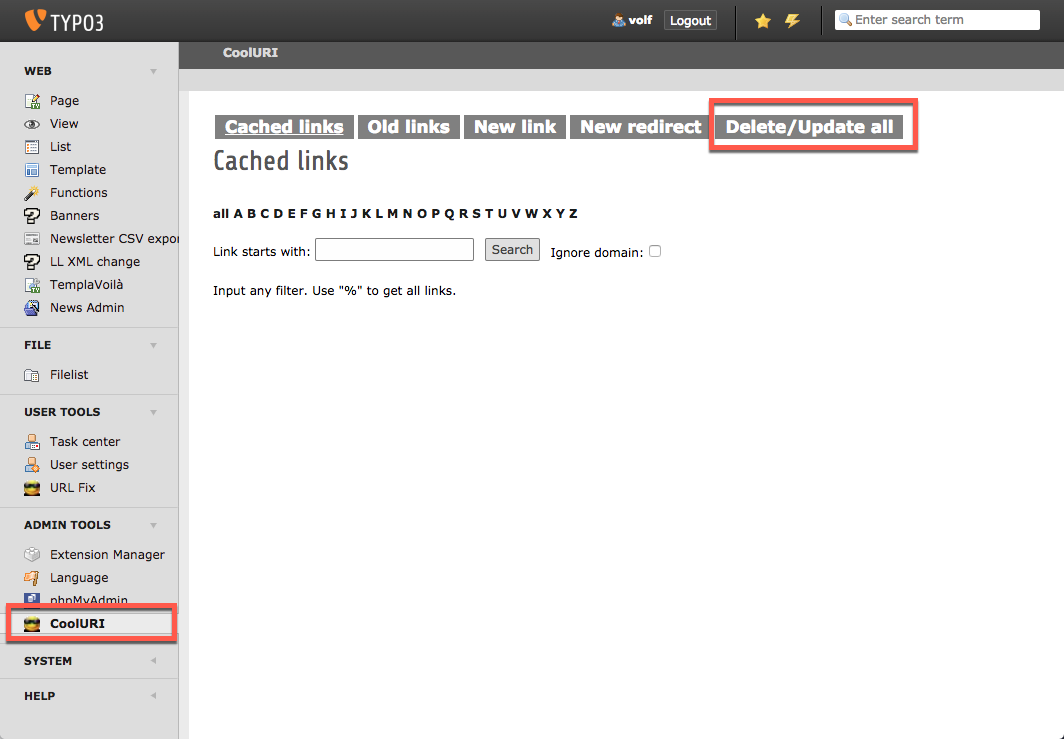 TYPO3
volf
Logout
Enter search term
CoolURI
WEB
Page
View
List
Template
Functions
Banners
Newsletter CSV expor
LL XML change
TemplaVoilà
News Admin
FILE
Filelist
USER TOOLS
Task center
User settings
URL Fix
ADMIN TOOLS
Extension Manager
Language
phpMyAdmin
CoolURI
SYSTEM
HELP
Cached links Old links New link New redirect Delete/Update all
Cached links
all A B C D E F G H I J K L M N O P Q R S T U V W X Y Z
Link starts with: Search Ignore domain:
Input any filter. Use "%" to get all links.